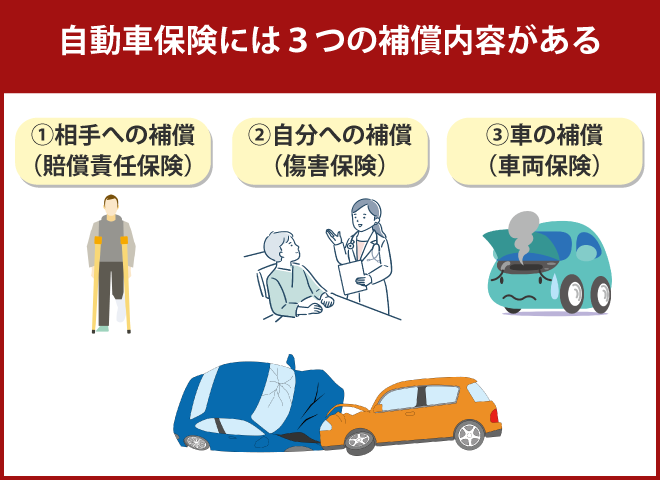 自動車保険には３つの補償内容がある
①相手への補償
（賠償責任保険）
②自分への補償
（傷害保険）
③車の補償
（車両保険）